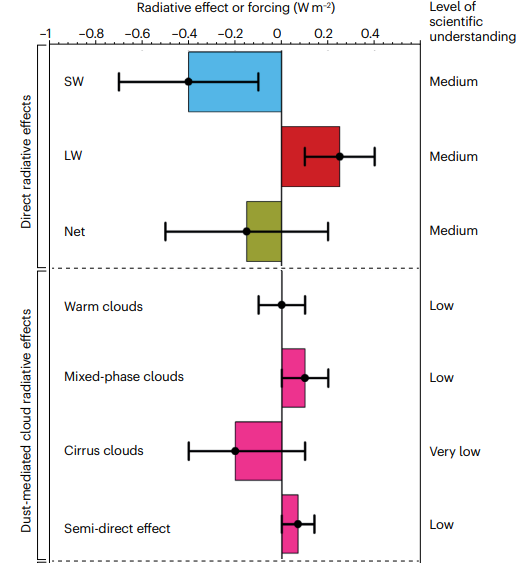 Radiative effect or forcing (W m⁻²)
Level of
scientific
understanding
−1 −0.8 −0.6 −0.4 −0.2 0 0.2 0.4
Direct radiative effects
SW Medium
LW Medium
Net Medium
Dust-mediated cloud radiative effects
Warm clouds Low
Mixed-phase clouds Low
Cirrus clouds Very low
Semi-direct effect Low